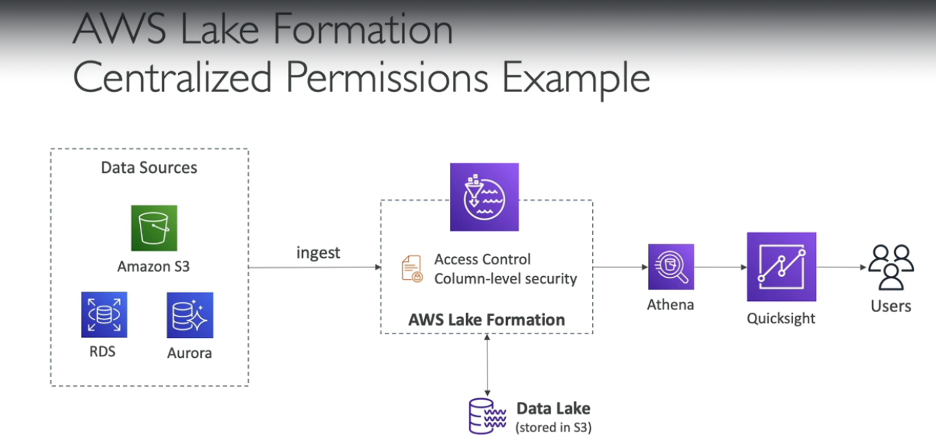 AWS Lake Formation
Centralized Permissions Example
Data Sources
Amazon S3
RDS
Aurora
ingest
Access Control
Column-level security
AWS Lake Formation
Data Lake
(stored in S3)
Athena
Quicksight
Users